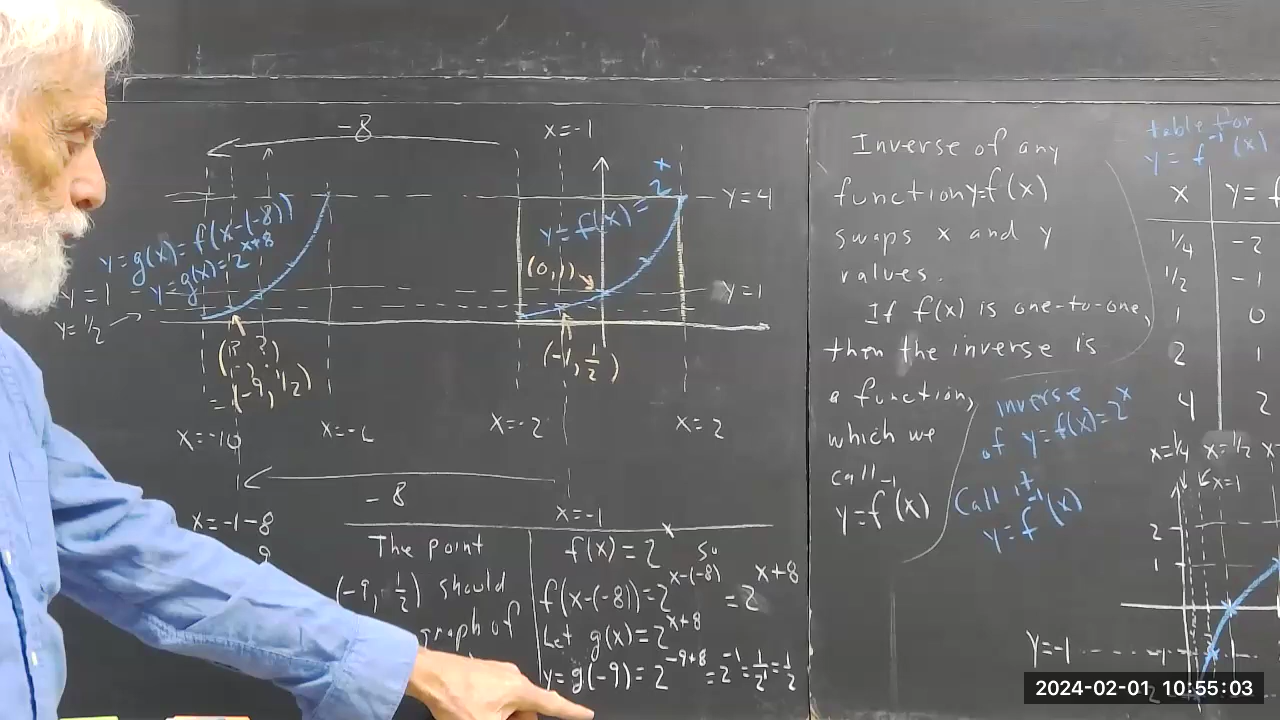 -8
x=-1
2^x
y=4
y=g(x)=f(x-(-8))
y=g(x)=2^{x+8}
y=f(x)=
(0,1)
y=1
y=1
y=1/2
(?,?)
=(-9,1/2)
(-1,1/2)
x=-10
x=-2
x=2
-8
x=-1
x=-1-8
9
The point
(-9,1/2) should
graph of
f(x)=2^x so
f(x-(-8))=2^{x-(-8)}=2^{x+8}
Let g(x)=2^{x+8}
y=g(-9)=2^{-9+8}=2^{-1}=1/2^1=1/2
Inverse of any
function y=f(x)
swaps x and y
values.
If f(x) is one-to-one,
then the inverse is
a function,
which we
call
y=f^{-1}(x)
inverse
of y=f(x)=2^x
Call it
y=f^{-1}(x)
table for
y=f^{-1}(x)
x y=f
1/4 -2
1/2 -1
1 0
2 1
4 2
x=1/4 x=1/2
x=1
2
1
y=-1
2024-02-01 10:55:03